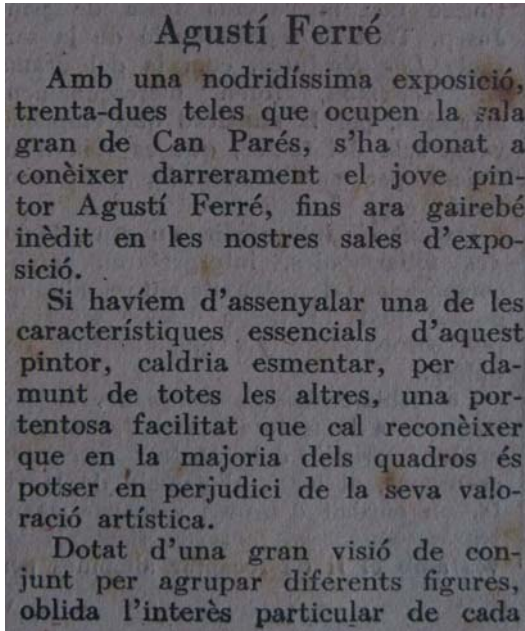 Agustí Ferré
Amb una nodridíssima exposició,
trenta-dues teles que ocupen la sala
gran de Can Parés, s'ha donat a
conèixer darrerament el jove pin-
tor Agustí Ferré, fins ara gairebé
inèdit en les nostres sales d'expo-
sició.
Si havíem d'assenyalar una de les
característiques essencials d'aquest
pintor, caldria esmentar, per da-
munt de totes les altres, una por-
tentosa facilitat que cal reconèixer
que en la majoria dels quadros és
potser en perjudici de la seva valo-
ració artística.
Dotat d'una gran visió de con-
junt per agrupar diferents figures,
oblida l'interès particular de cada